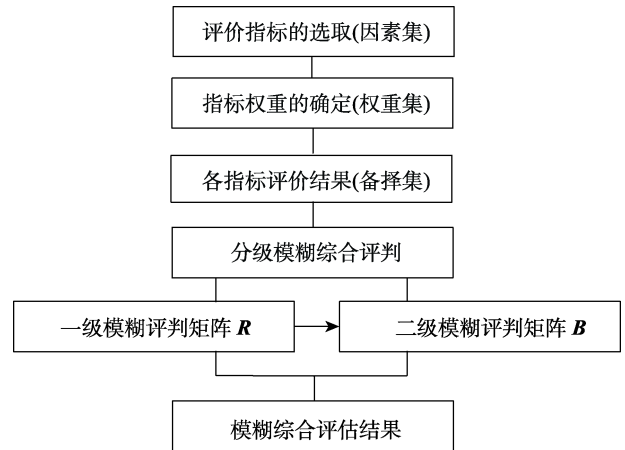 评价指标的选取(因素集)
指标权重的确定(权重集)
各指标评价结果(备择集)
分级模糊综合评判
一级模糊评判矩阵 R
二级模糊评判矩阵 B
模糊综合评估结果